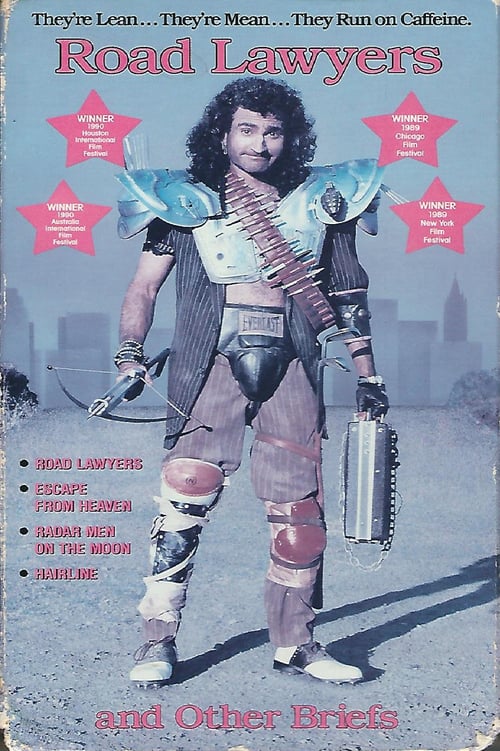 They're Lean...They're Mean...They Run on Caffeine.
Road Lawyers
WINNER
1990
Houston
International
Film
Festival
WINNER
1989
Chicago
Film
Festival
WINNER
1990
Australia
International
Film
Festival
WINNER
1989
New York
Film
Festival
EVERLAST
• ROAD LAWYERS
• ESCAPE
FROM HEAVEN
• RADAR MEN
ON THE MOON
• HAIRLINE
and Other Briefs